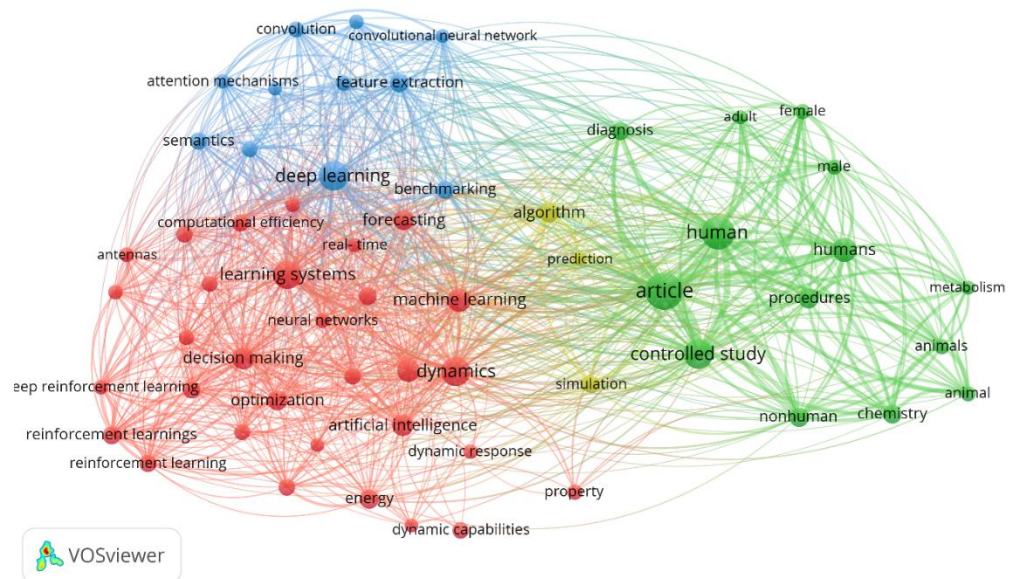 convolution
convolutional neural network
attention mechanisms
feature extraction
semantics
deep learning
benchmarking
diagnosis
adult
female
male
algorithm
human
humans
prediction
article
procedures
metabolism
controlled study
animals
simulation
animal
nonhuman
chemistry
computational efficiency
forecasting
real- time
antennas
learning systems
machine learning
neural networks
decision making
dynamics
eep reinforcement learning
optimization
artificial intelligence
reinforcement learnings
dynamic response
reinforcement learning
energy
property
dynamic capabilities
VOSviewer